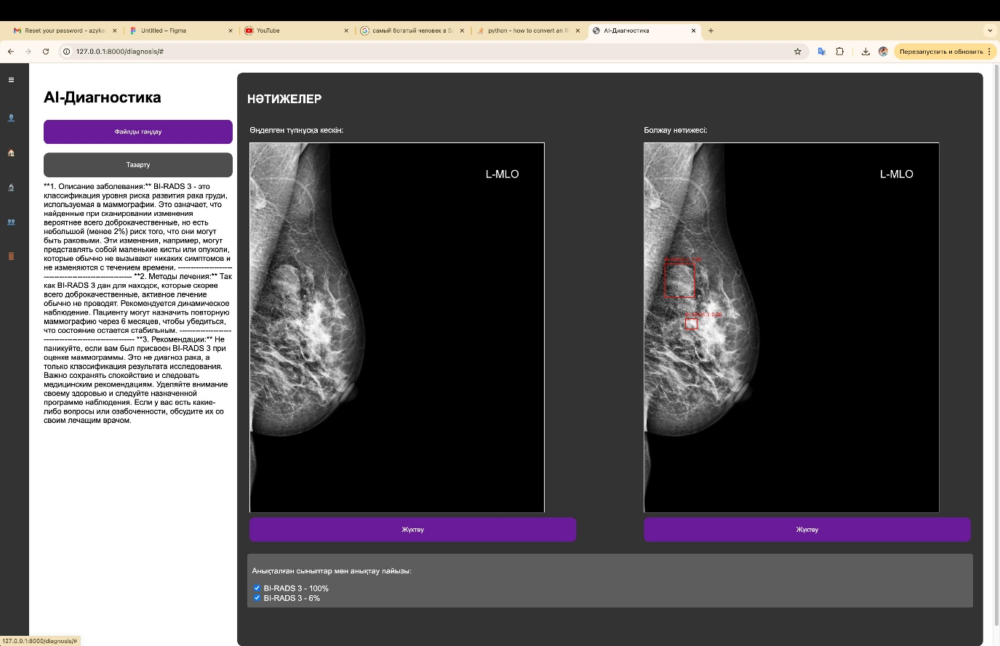 Reset your password - azyka
Untitled – Figma
YouTube
самый богатый человек в В
python - how to convert an R
AI-Диагностика
127.0.0.1:8000/diagnosis/#
Перезапустить и обновить
AI-Диагностика
Файлды таңдау
Тазарту
**1. Описание заболевания:** BI-RADS 3 - это
классификация уровня риска развития рака груди,
используемая в маммографии. Это означает, что
найденные при сканировании изменения
вероятнее всего доброкачественные, но есть
небольшой (менее 2%) риск того, что они могут
быть раковыми. Эти изменения, например, могут
представлять собой маленькие кисты или опухоли,
которые обычно не вызывают никаких симптомов и
не изменяются с течением времени. ----------------------
------------------------------------ **2. Методы лечения:** Так
как BI-RADS 3 дан для находок, которые скорее
всего доброкачественные, активное лечение
обычно не проводят. Рекомендуется динамическое
наблюдение. Пациенту могут назначить повторную
маммографию через 6 месяцев, чтобы убедиться,
что состояние остается стабильным. ---------------------
------------------------------------- **3. Рекомендации:** Не
паникуйте, если вам был присвоен BI-RADS 3 при
оценке маммограммы. Это не диагноз рака, а
только классификация результата исследования.
Важно сохранять спокойствие и следовать
медицинским рекомендациям. Уделяйте внимание
своему здоровью и следуйте назначенной
программе наблюдения. Если у вас есть какие-
либо вопросы или озабоченности, обсудите их со
своим лечащим врачом.
НӘТИЖЕЛЕР
Өңделген түпнұсқа кескін:
L-MLO
Жүктеу
Болжау нәтижесі:
L-MLO
Жүктеу
Анықталған сыныптар мен анықтау пайызы:
BI-RADS 3 - 100%
BI-RADS 3 - 6%
127.0.0.1:8000/diagnosis/#